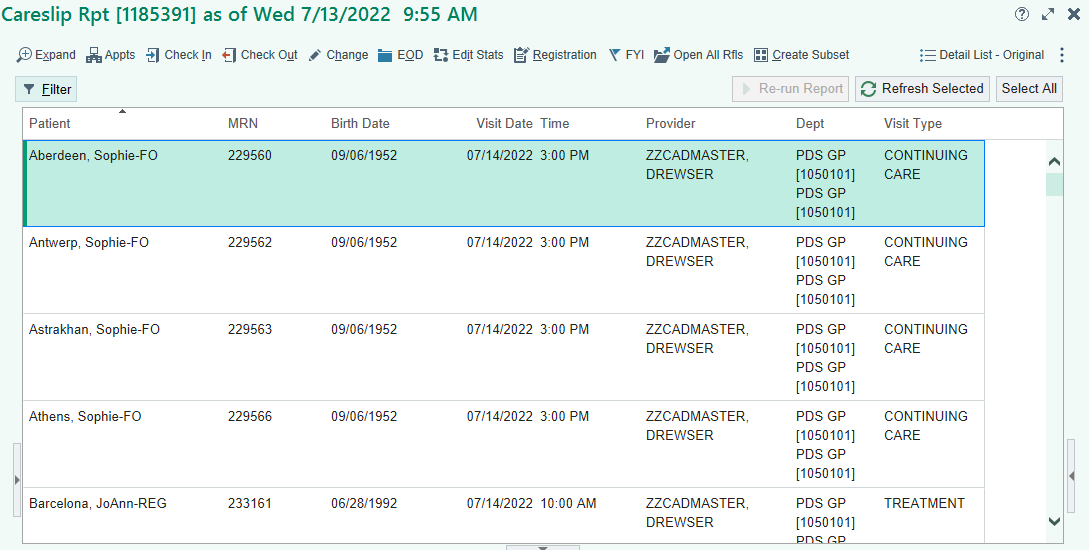 Careslip Rpt [1185391] as of Wed 7/13/2022 9:55 AM
Expand Appts Check In Check Out Change EOD Edit Stats Registration FYI Open All Rfls Create Subset Detail List - Original
Filter Re-run Report Refresh Selected Select All
Patient MRN Birth Date Visit Date Time Provider Dept Visit Type
Aberdeen, Sophie-FO 229560 09/06/1952 07/14/2022 3:00 PM ZZCADMASTER, PDS GP CONTINUING
DREWSER [1050101] CARE
PDS GP
[1050101]
Antwerp, Sophie-FO 229562 09/06/1952 07/14/2022 3:00 PM ZZCADMASTER, PDS GP CONTINUING
DREWSER [1050101] CARE
PDS GP
[1050101]
Astrakhan, Sophie-FO 229563 09/06/1952 07/14/2022 3:00 PM ZZCADMASTER, PDS GP CONTINUING
DREWSER [1050101] CARE
PDS GP
[1050101]
Athens, Sophie-FO 229566 09/06/1952 07/14/2022 3:00 PM ZZCADMASTER, PDS GP CONTINUING
DREWSER [1050101] CARE
PDS GP
[1050101]
Barcelona, JoAnn-REG 233161 06/28/1992 07/14/2022 10:00 AM ZZCADMASTER, PDS GP TREATMENT
DREWSER [1050101]
PDS GP